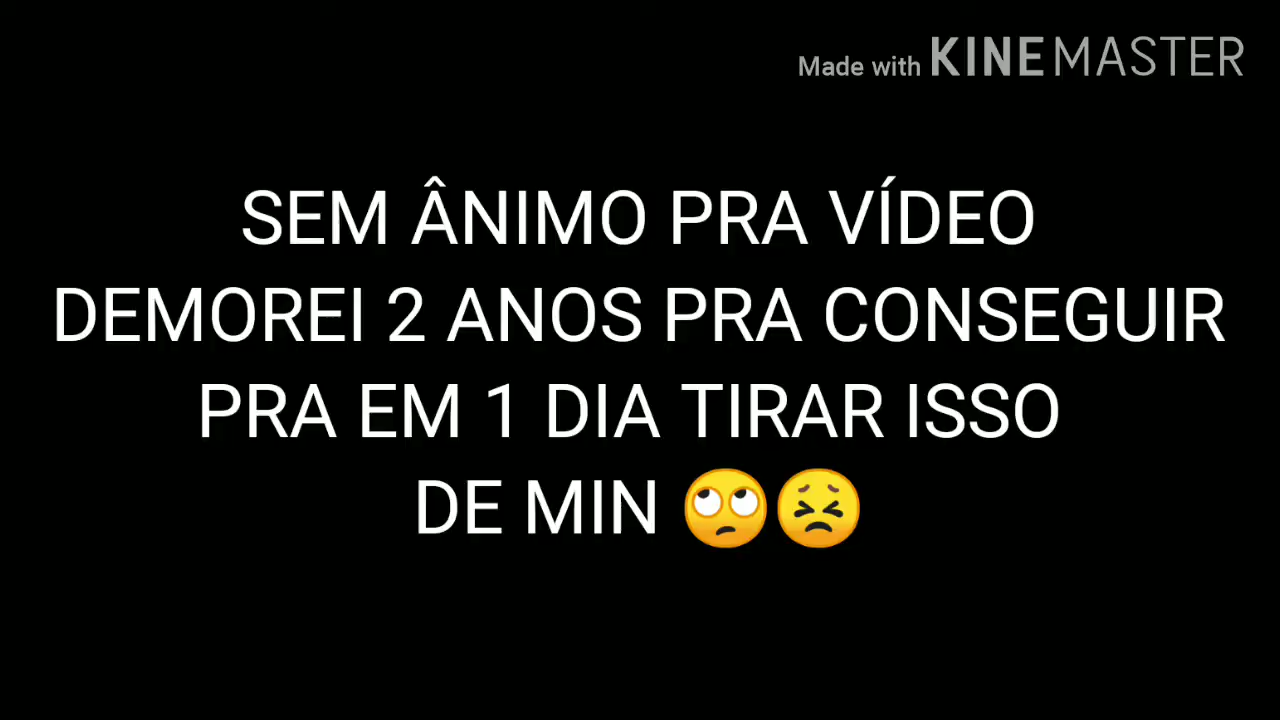 Made with KINEMASTER
SEM ÂNIMO PRA VÍDEO
DEMOREI 2 ANOS PRA CONSEGUIR
PRA EM 1 DIA TIRAR ISSO
DE MIN 🙄😣